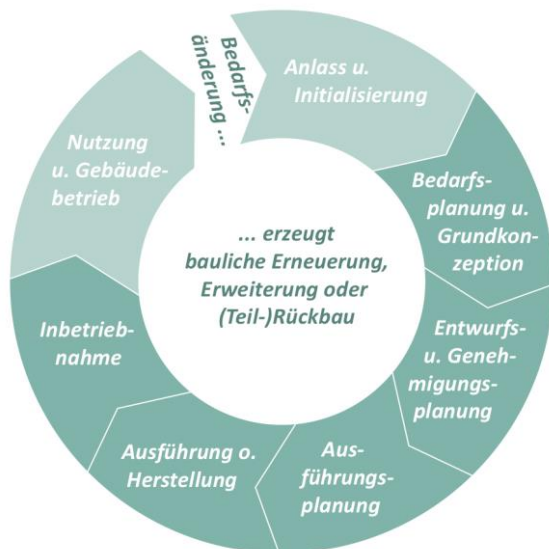 Bedarfs-
änderung ...
Anlass u.
Initialisierung
Bedarfs-
planung u.
Grundkon-
zeption
Entwurfs-
u. Geneh-
migungs-
planung
Aus-
führungs-
planung
Ausführung o.
Herstellung
Inbetrieb-
nahme
Nutzung
u. Gebäude-
betrieb
... erzeugt
bauliche Erneuerung,
Erweiterung oder
(Teil-)Rückbau